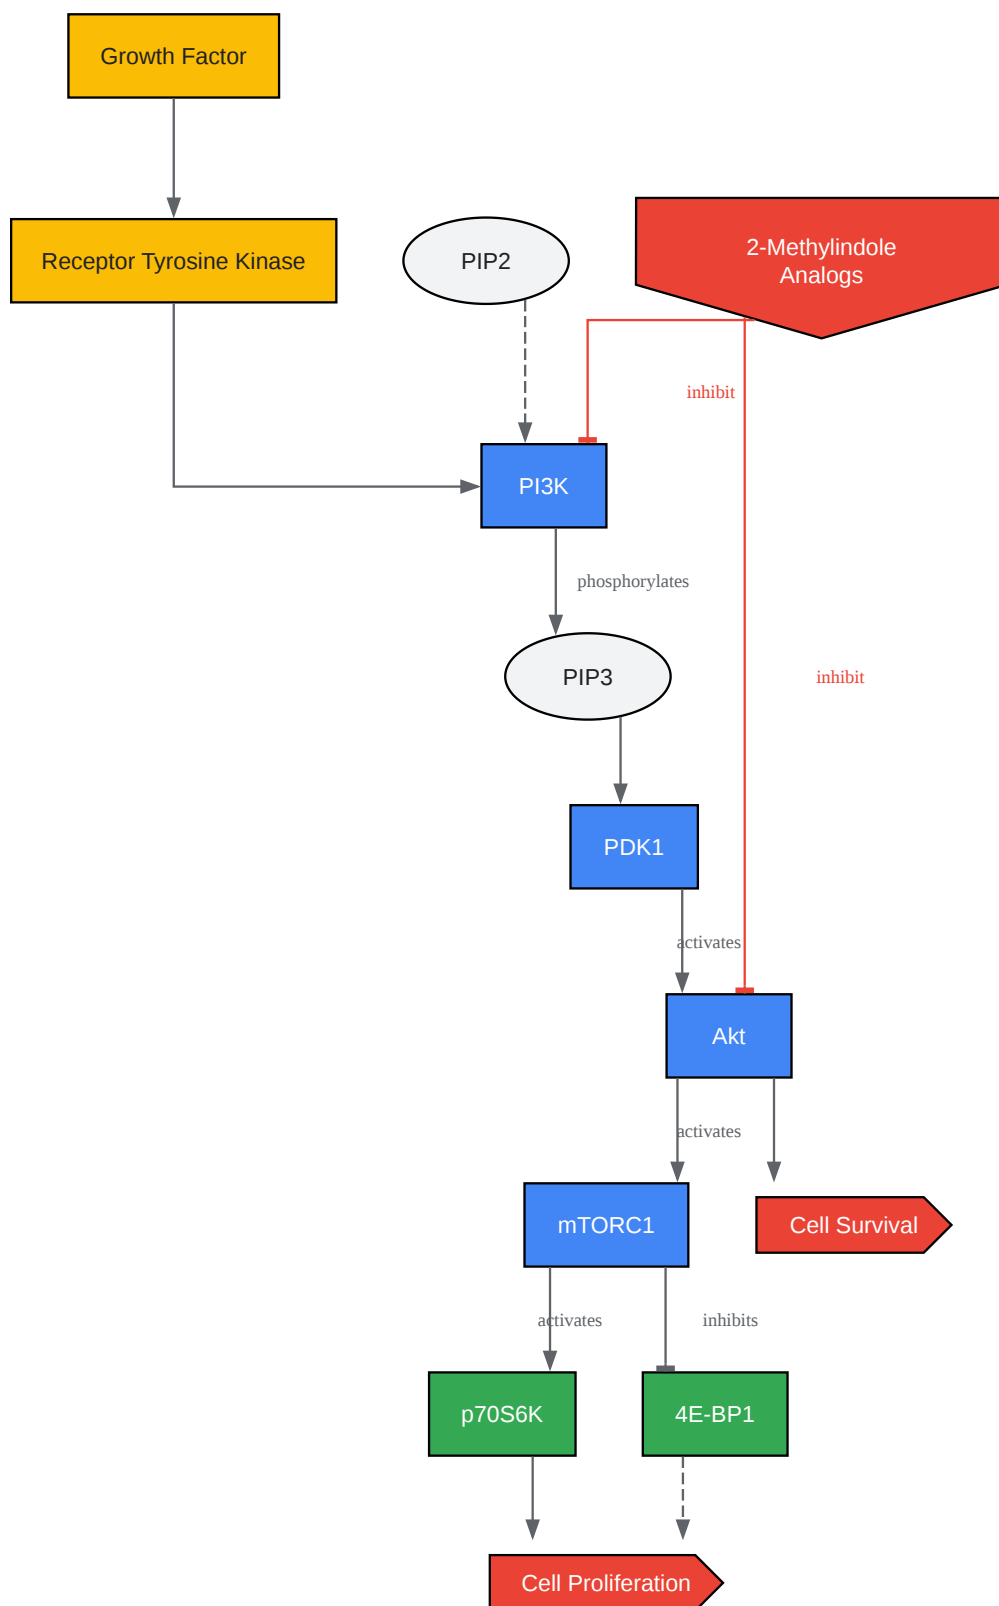 Growth Factor
Receptor Tyrosine Kinase
PIP2
2-Methylindole
Analogs
inhibit
PI3K
phosphorylates
inhibit
PIP3
PDK1
activates
Akt
activates
mTORC1
Cell Survival
activates
inhibits
p70S6K
4E-BP1
Cell Proliferation